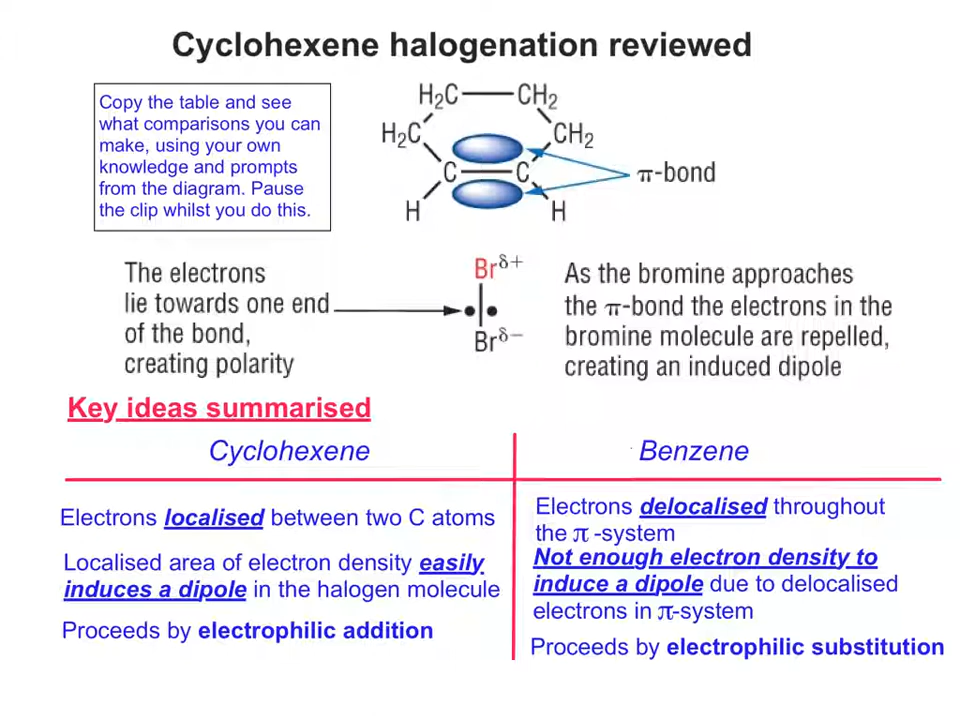 Cyclohexene halogenation reviewed
Copy the table and see
what comparisons you can
make, using your own
knowledge and prompts
from the diagram. Pause
the clip whilst you do this.
H₂C CH₂
H₂C CH₂
C C
π-bond
H H
The electrons
lie towards one end
of the bond,
creating polarity
Brδ+
Brδ−
As the bromine approaches
the π-bond the electrons in the
bromine molecule are repelled,
creating an induced dipole
Key ideas summarised
Cyclohexene
Benzene
Electrons localised between two C atoms
Localised area of electron density easily
induces a dipole in the halogen molecule
Proceeds by electrophilic addition
Electrons delocalised throughout
the π -system
Not enough electron density to
induce a dipole due to delocalised
electrons in π-system
Proceeds by electrophilic substitution